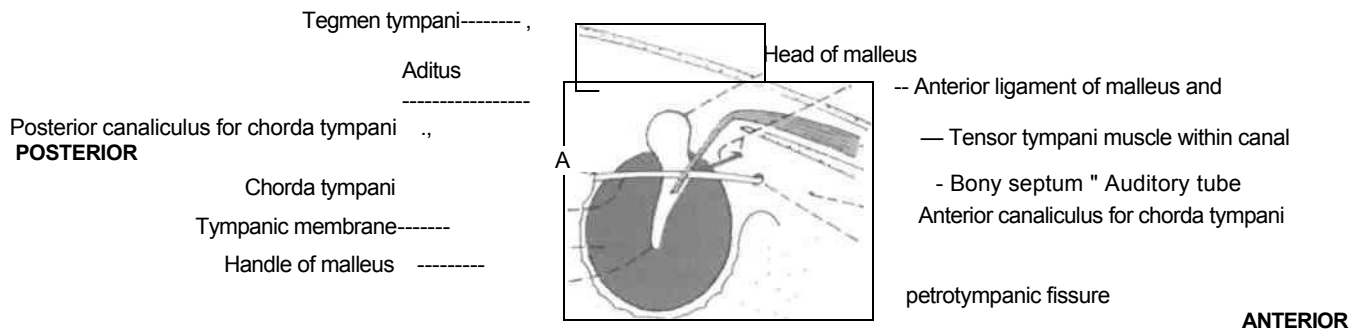 Tegmen tympani-------- ,
Head of malleus
Aditus
-----------------
-- Anterior ligament of malleus and
Posterior canaliculus for chorda tympani .,
POSTERIOR
— Tensor tympani muscle within canal
A
Chorda tympani
- Bony septum " Auditory tube
Anterior canaliculus for chorda tympani
Tympanic membrane-------
Handle of malleus ---------
petrotympanic fissure
ANTERIOR